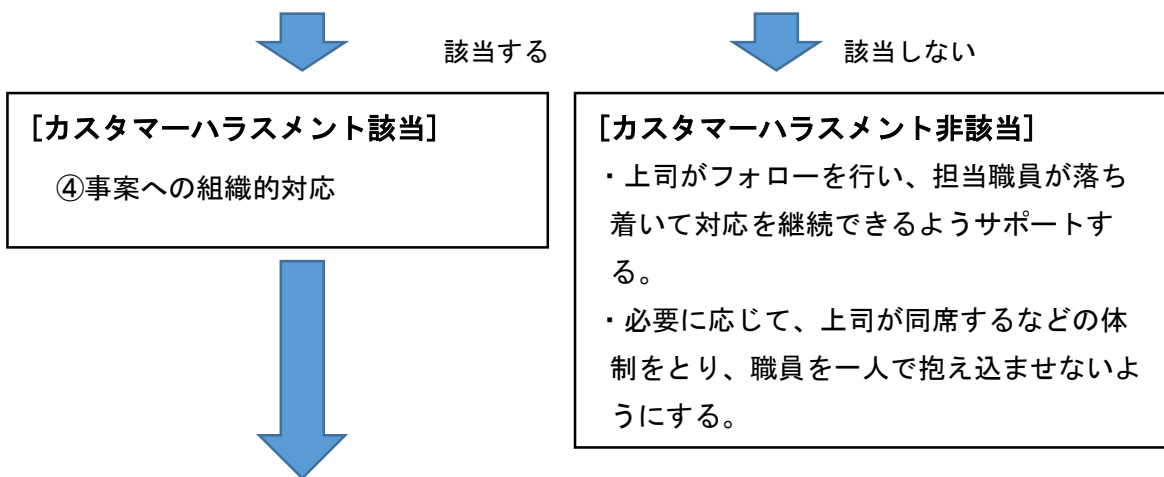 該当する
該当しない
[カスタマーハラスメント該当]
④事案への組織的対応
[カスタマーハラスメント非該当]
・上司がフォローを行い、担当職員が落ち
着いて対応を継続できるようサポートす
る。
・必要に応じて、上司が同席するなどの体
制をとり、職員を一人で抱え込ませないよ
うにする。